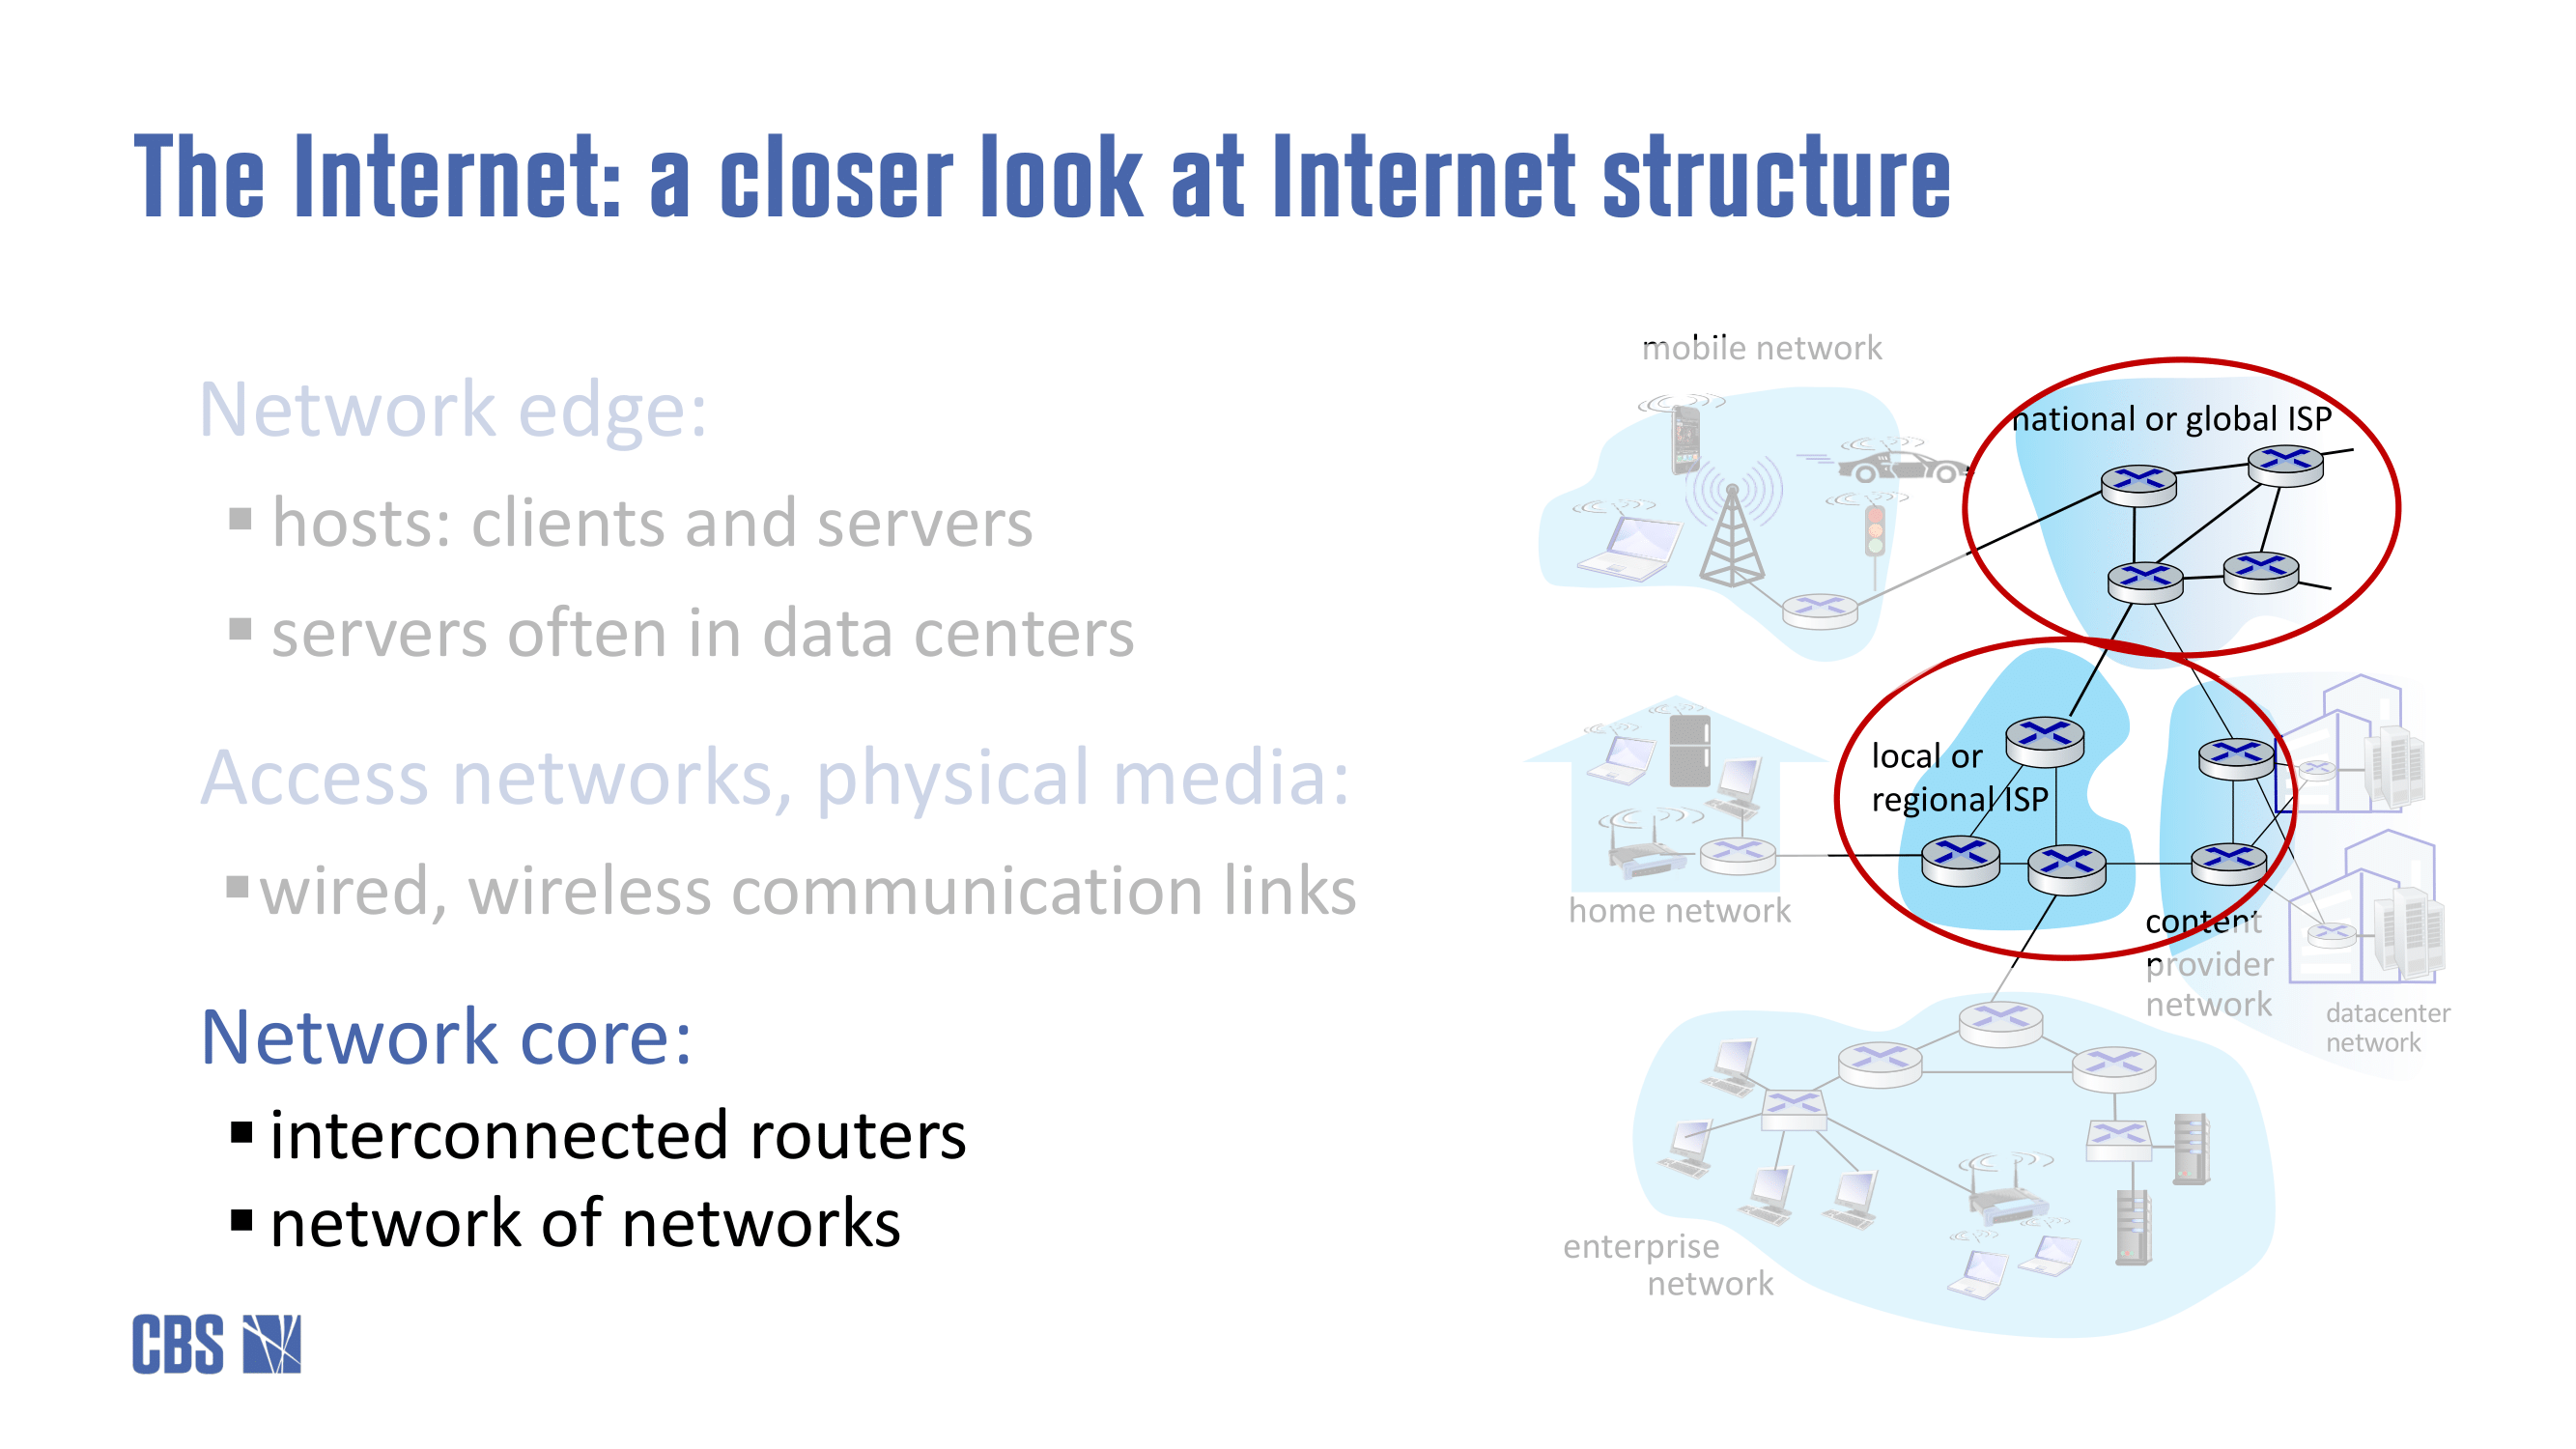 The Internet: a closer look at Internet structure
Network edge:
▪ hosts: clients and servers
▪ servers often in data centers
Access networks, physical media:
▪ wired, wireless communication links
Network core:
▪ interconnected routers
▪ network of networks
mobile network
national or global ISP
local or
regional ISP
home network
content
provider
network
datacenter
network
enterprise
network
CBS